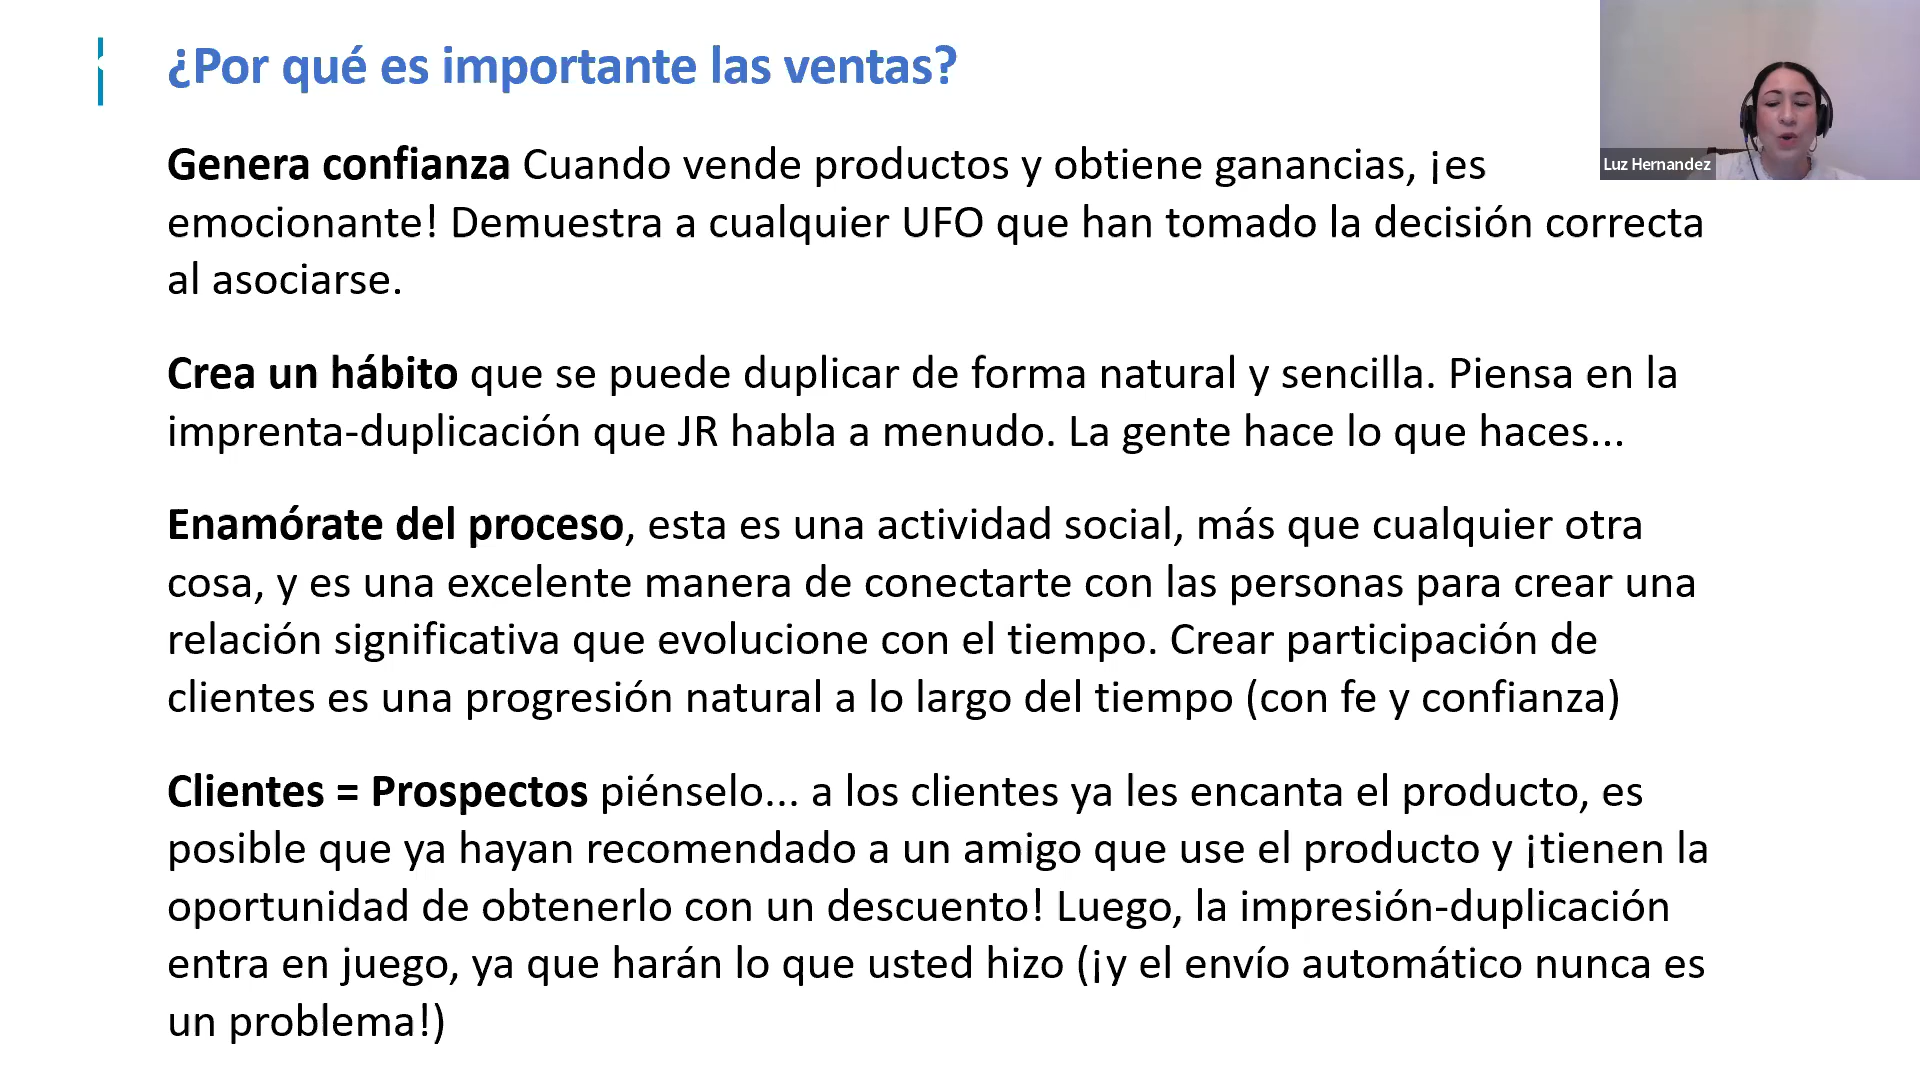 ¿Por qué es importante las ventas?
Luz Hernandez
Genera confianza Cuando vende productos y obtiene ganancias, ¡es
emocionante! Demuestra a cualquier UFO que han tomado la decisión correcta
al asociarse.
Crea un hábito que se puede duplicar de forma natural y sencilla. Piensa en la
imprenta-duplicación que JR habla a menudo. La gente hace lo que haces...
Enamórate del proceso, esta es una actividad social, más que cualquier otra
cosa, y es una excelente manera de conectarte con las personas para crear una
relación significativa que evolucione con el tiempo. Crear participación de
clientes es una progresión natural a lo largo del tiempo (con fe y confianza)
Clientes = Prospectos piénselo... a los clientes ya les encanta el producto, es
posible que ya hayan recomendado a un amigo que use el producto y ¡tienen la
oportunidad de obtenerlo con un descuento! Luego, la impresión-duplicación
entra en juego, ya que harán lo que usted hizo (¡y el envío automático nunca es
un problema!)